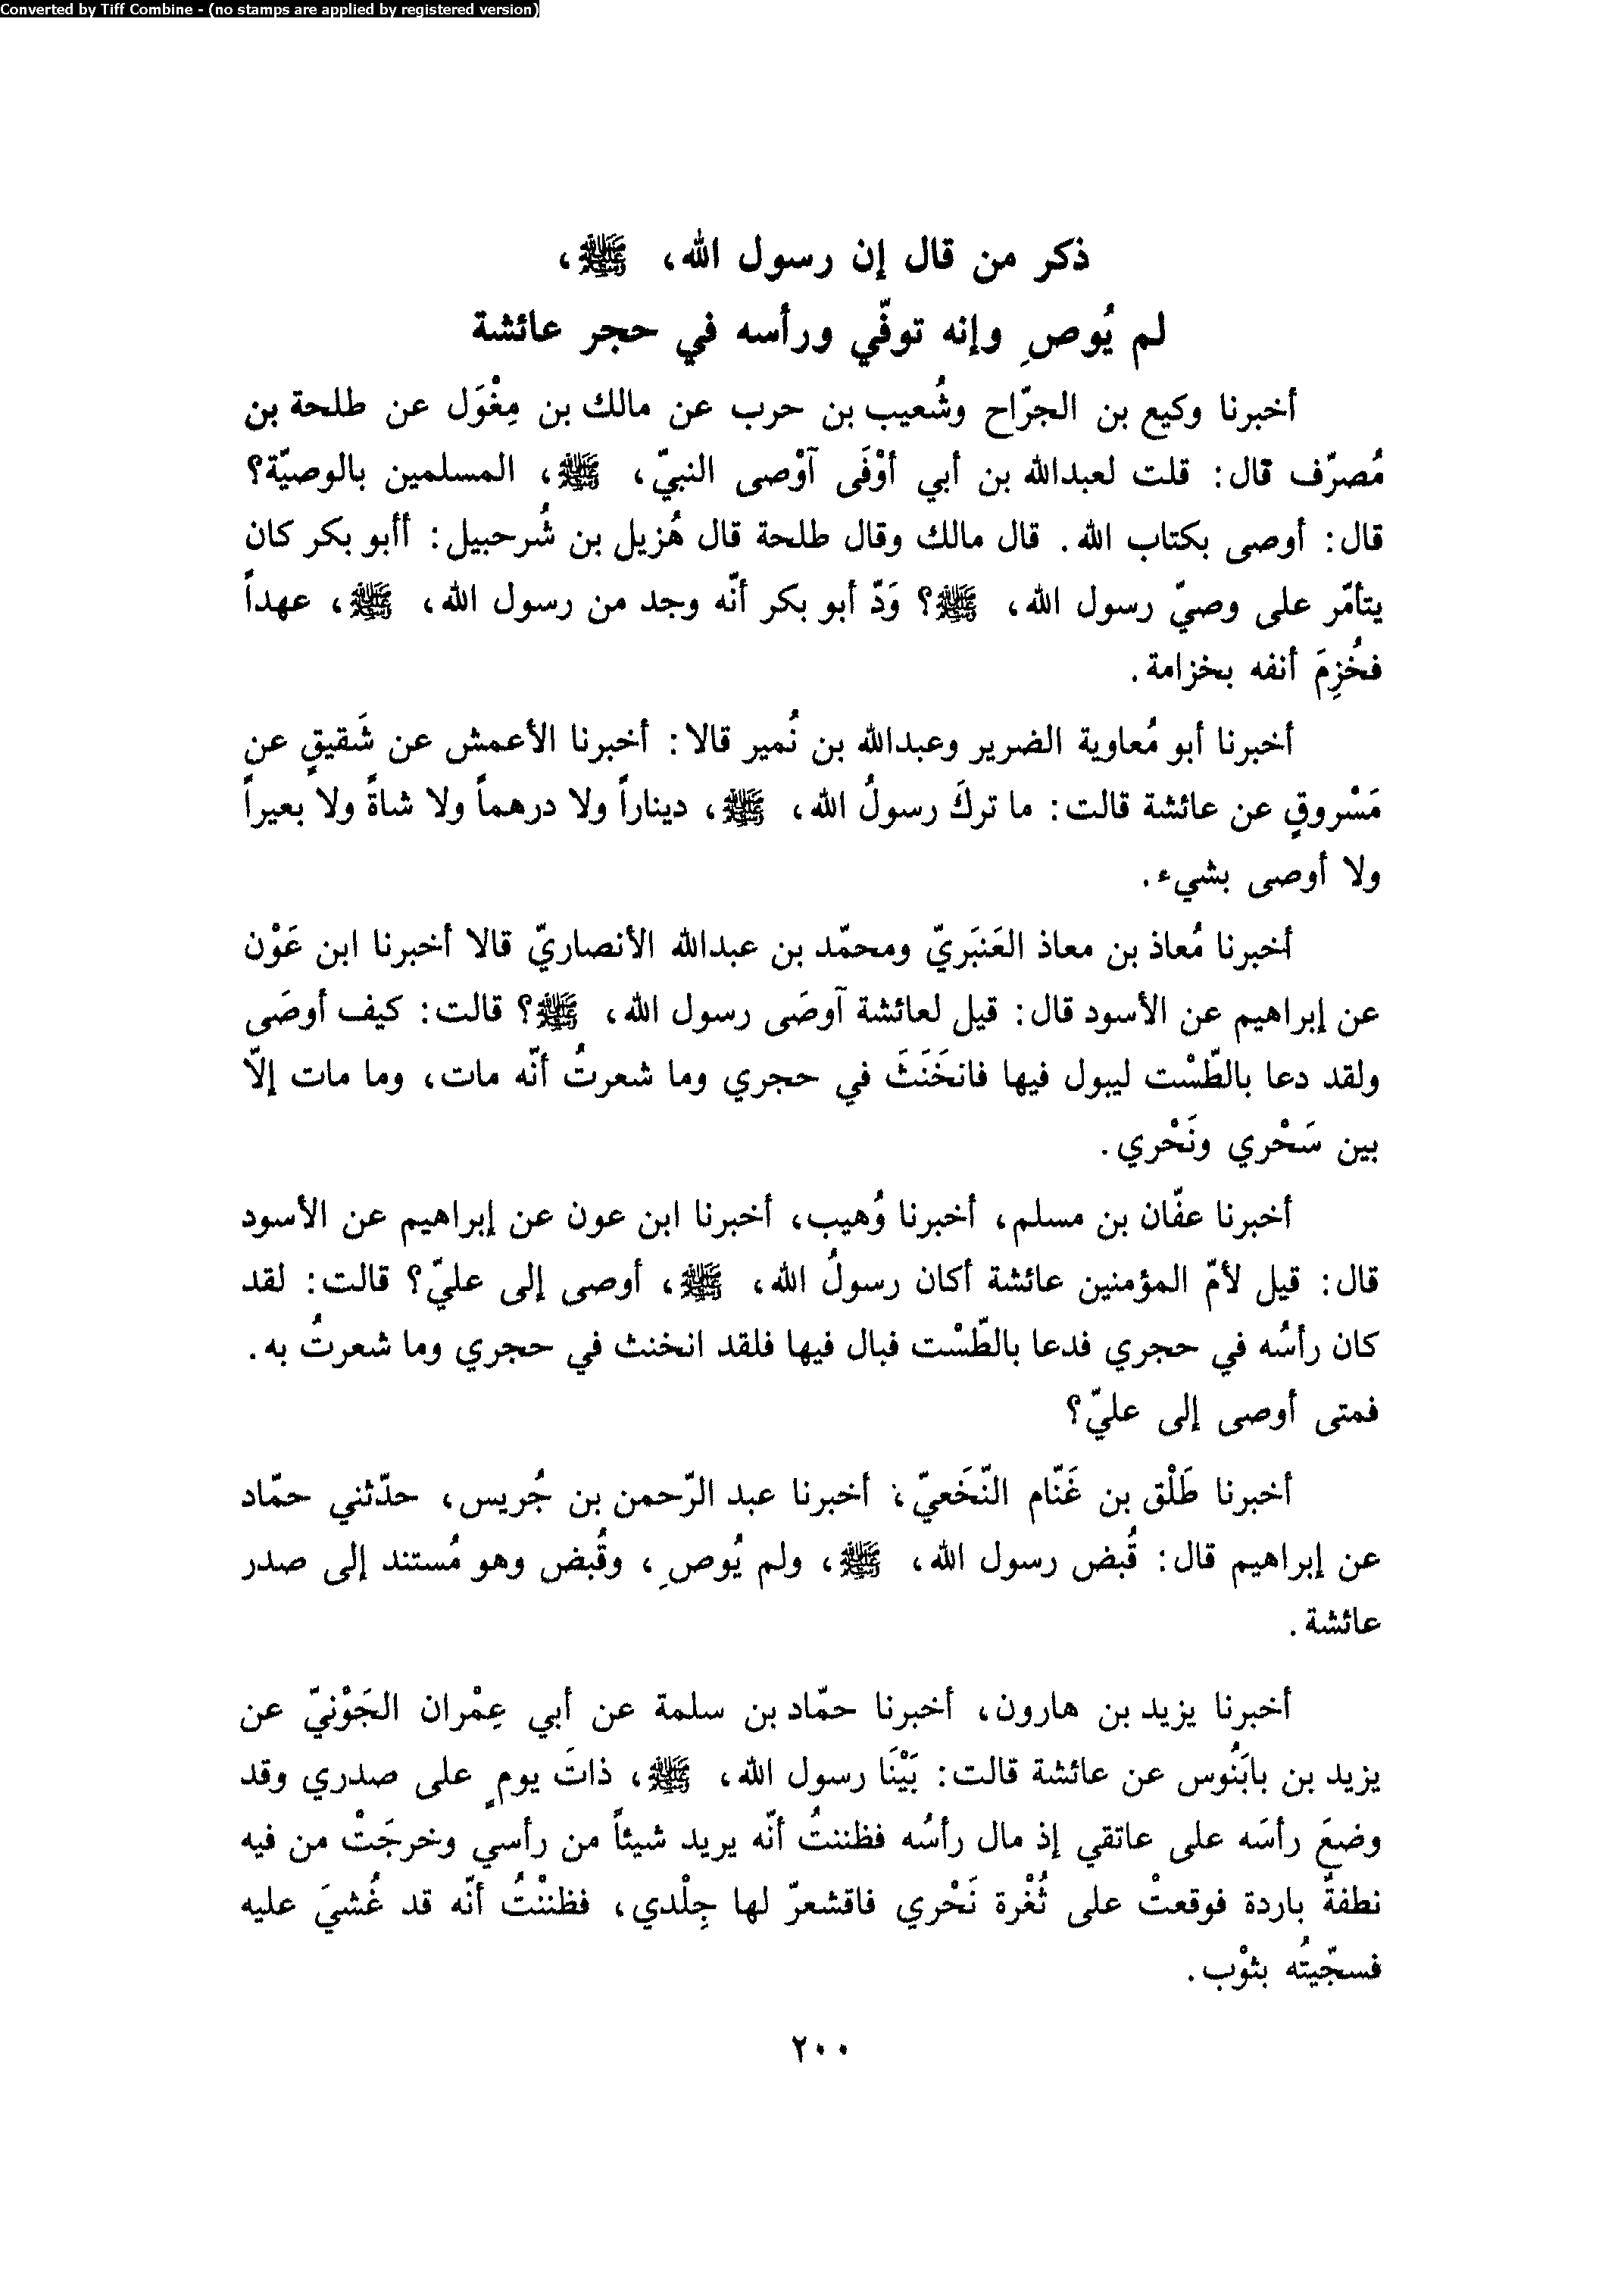 Converted by Tiff Combine - (no stamps are applied by registered version)
ذكر من قال إن رسول الله، ﷺ،
لم يُوصِ وإنه توفّي ورأسه في حجر عائشة
أخبرنا وكيع بن الجرّاح وشُعيب بن حرب عن مالك بن مِغْوَل عن طلحة بن
مُصرّف قال: قلت لعبدالله بن أبي أوْفَى آوْصى النبيّ، ﷺ، المسلمين بالوصيّة؟
قال: أوصى بكتاب الله. قال مالك وقال طلحة قال هُزيل بن شُرحبيل: أأبو بكر كان
يتأمّر على وصيّ رسول الله، ﷺ؟ وَدّ أبو بكر أنّه وجد من رسول الله، ﷺ، عهداً
فخُزِمَ أنفه بخزامة.
أخبرنا أبو مُعاوية الضرير وعبدالله بن نُمير قالا: أخبرنا الأعمش عن شَقيقٍ عن
مَسْروقٍ عن عائشة قالت: ما تركَ رسولُ الله، ﷺ، ديناراً ولا درهماً ولا شاةً ولا بعيراً
ولا أوصى بشيء.
أخبرنا مُعاذ بن معاذ العَنبَريّ ومحمّد بن عبدالله الأنصاريّ قالا أخبرنا ابن عَوْن
عن إبراهيم عن الأسود قال: قيل لعائشة آوصَى رسول الله، ﷺ؟ قالت: كيف أوصَى
ولقد دعا بالطّسْت ليبول فيها فانخَنَثَ في حجري وما شعرتُ أنّه مات، وما مات إلاّ
بين سَحْري ونَحْري.
أخبرنا عفّان بن مسلم، أخبرنا وُهيب، أخبرنا ابن عون عن إبراهيم عن الأسود
قال: قيل لأمّ المؤمنين عائشة أكان رسولُ الله، ﷺ، أوصى إلى عليّ؟ قالت: لقد
كان رأسُه في حجري فدعا بالطّسْت فبال فيها فلقد انخنث في حجري وما شعرتُ به.
فمتى أوصى إلى عليّ؟
أخبرنا طَلْق بن غَنّام النّخَعيّ، أخبرنا عبد الرّحمن بن جُريس، حدّثني حمّاد
عن إبراهيم قال: قُبض رسول الله، ﷺ، ولم يُوصِ، وقُبض وهو مُستند إلى صدر
عائشة.
أخبرنا يزيد بن هارون، أخبرنا حمّاد بن سلمة عن أبي عِمْران الجَوْنيّ عن
يزيد بن بابَنُوس عن عائشة قالت: بَيْنَا رسول الله، ﷺ، ذاتَ يومٍ على صدري وقد
وضعَ رأسَه على عاتقي إذ مال رأسُه فظننتُ أنّه يريد شيئاً من رأسي وخرجَتْ من فيه
نطفةٌ باردة فوقعتْ على ثُغْرة نَحْري فاقشعرّ لها جِلْدي، فظننْتُ أنّه قد غُشيَ عليه
فسجّيتُه بثوْب.
٢٠٠